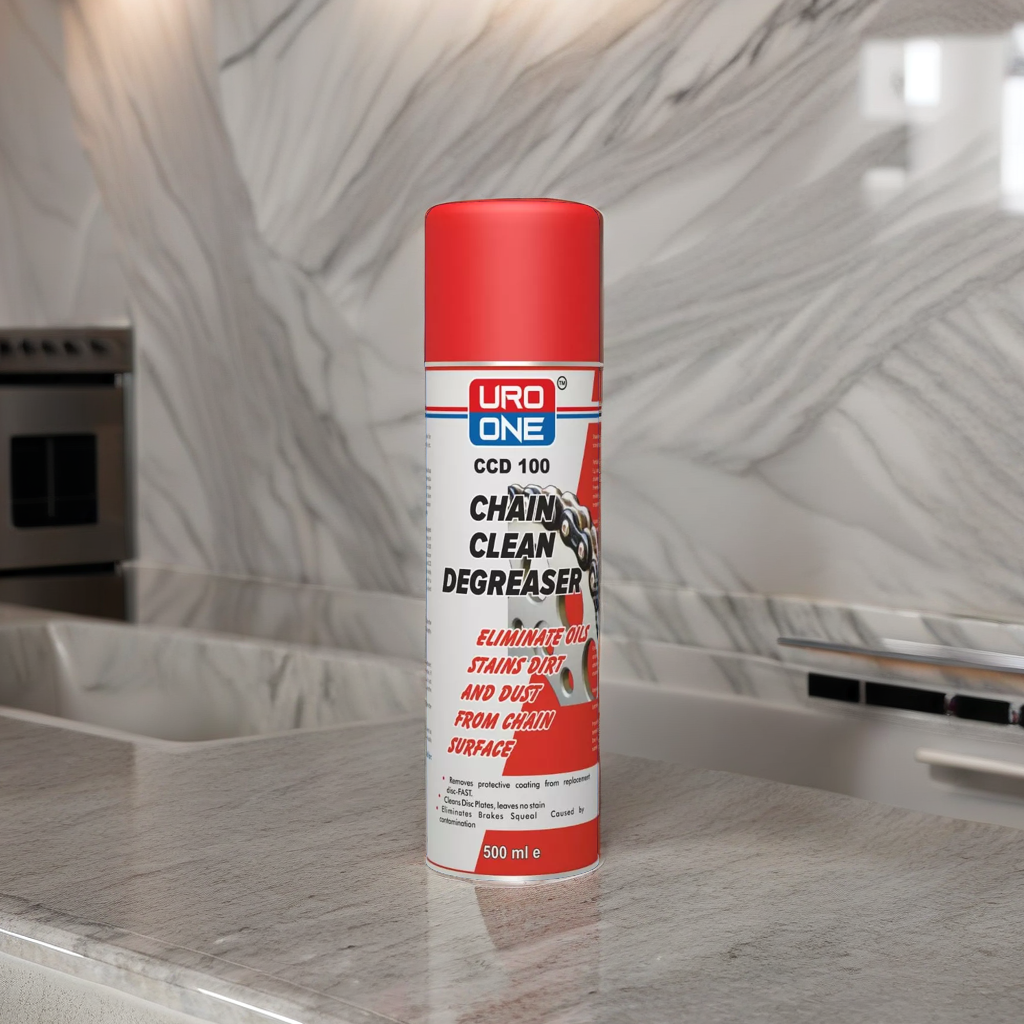 URO
ONE
TM
CCD 100
CHAIN
CLEAN
DEGREASER
ELIMINATE OILS
STAINS DIRT
AND DUST
FROM CHAIN
SURFACE
• Removes protective coating from replacement
disc-FAST.
• Cleans Disc Plates, leaves no stain
• Eliminates Brakes Squeal Caused by
contamination
500 ml e